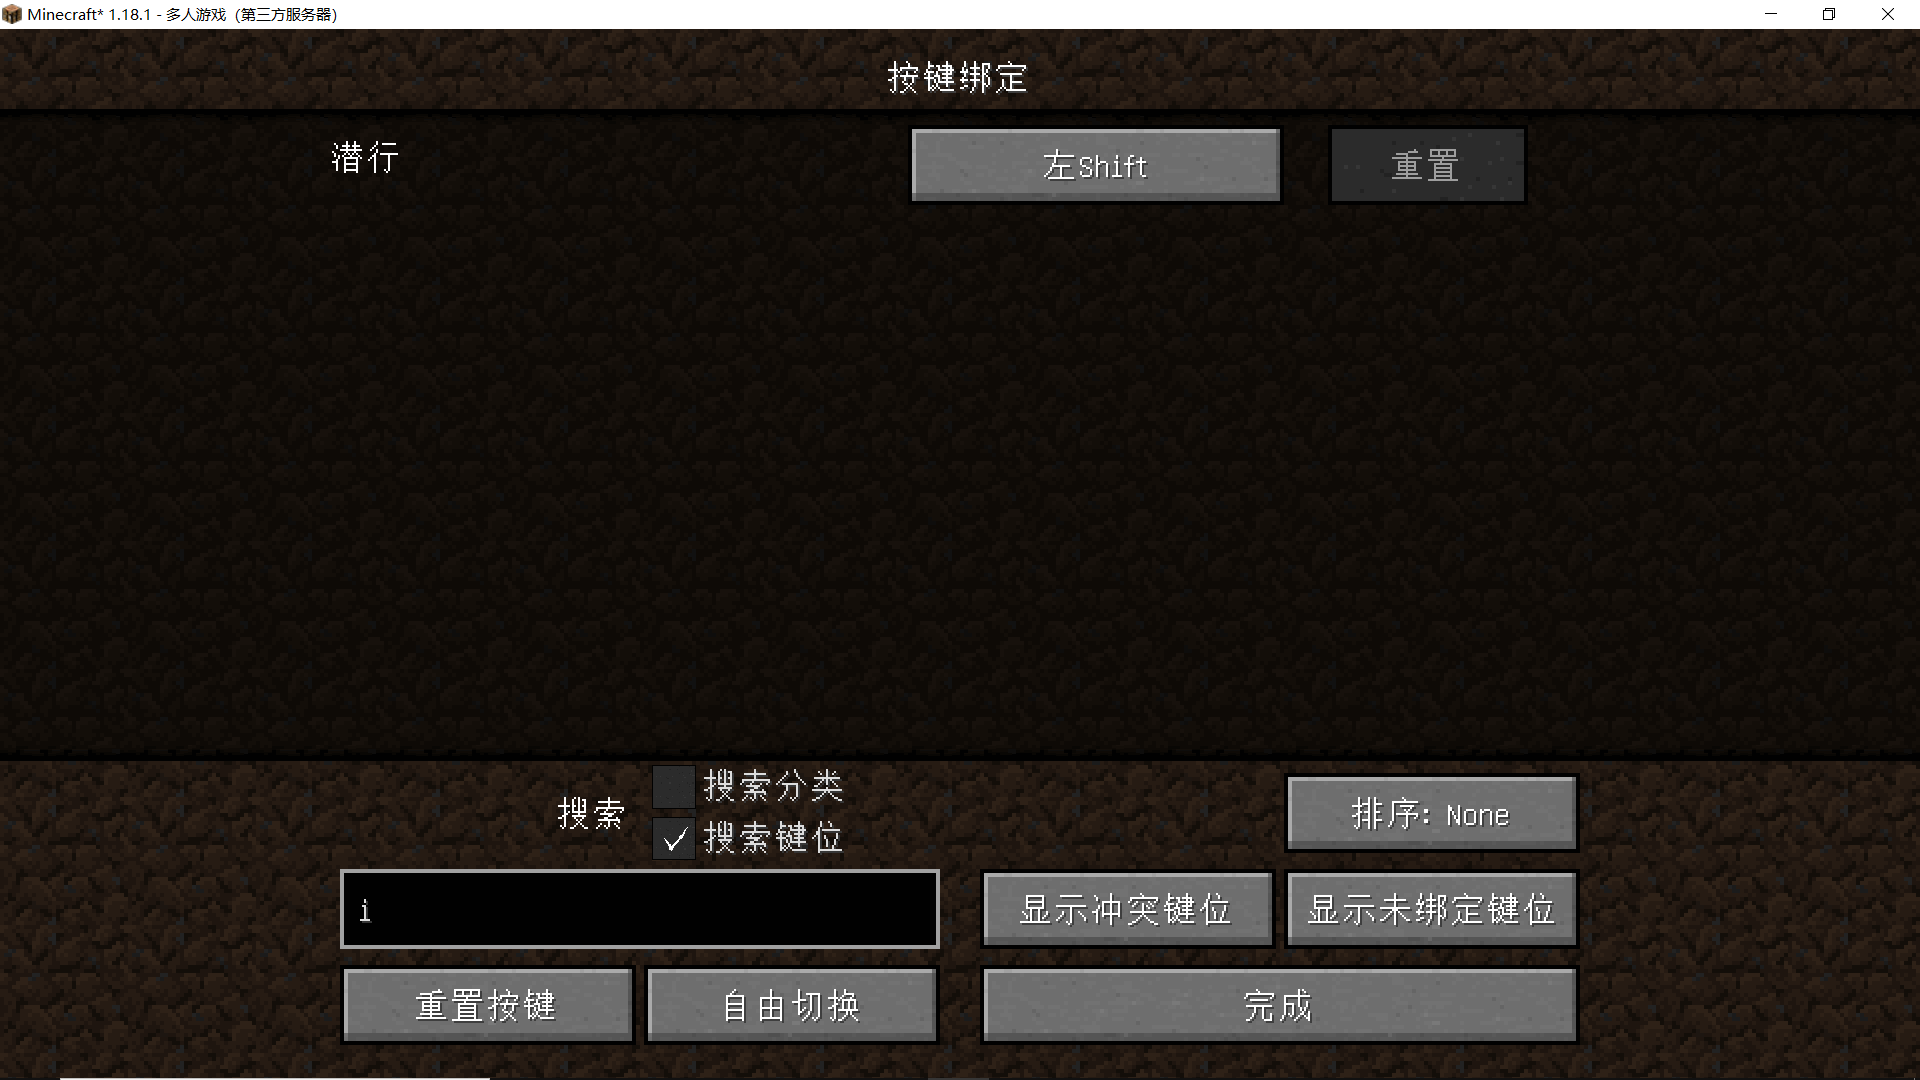 Minecraft* 1.18.1 - 多人游戏（第三方服务器）
按键绑定
潜行
左Shift
重置
搜索
搜索分类
搜索键位
排序: None
i
显示冲突键位
显示未绑定键位
重置按键
自由切换
完成